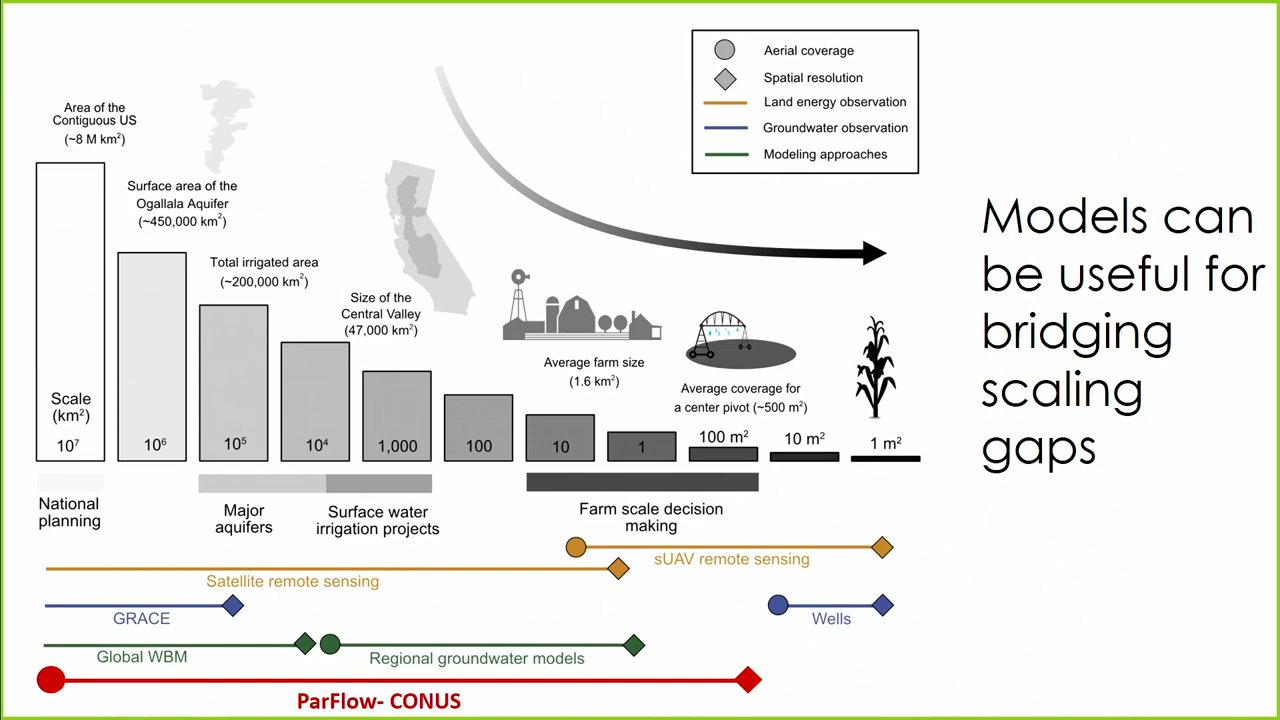 Aerial coverage
Spatial resolution
Land energy observation
Groundwater observation
Modeling approaches
Area of the
Contiguous US
(~8 M km²)
Surface area of the
Ogallala Aquifer
(~450,000 km²)
Total irrigated area
(~200,000 km²)
Size of the
Central Valley
(47,000 km²)
Average farm size
(1.6 km²)
Average coverage for
a center pivot (~500 m²)
Scale
(km²)
10⁷
10⁶
10⁵
10⁴
1,000
100
10
1
100 m²
10 m²
1 m²
National
planning
Major
aquifers
Surface water
irrigation projects
Farm scale decision
making
sUAV remote sensing
Satellite remote sensing
GRACE
Wells
Global WBM
Regional groundwater models
ParFlow- CONUS
Models can
be useful for
bridging
scaling
gaps